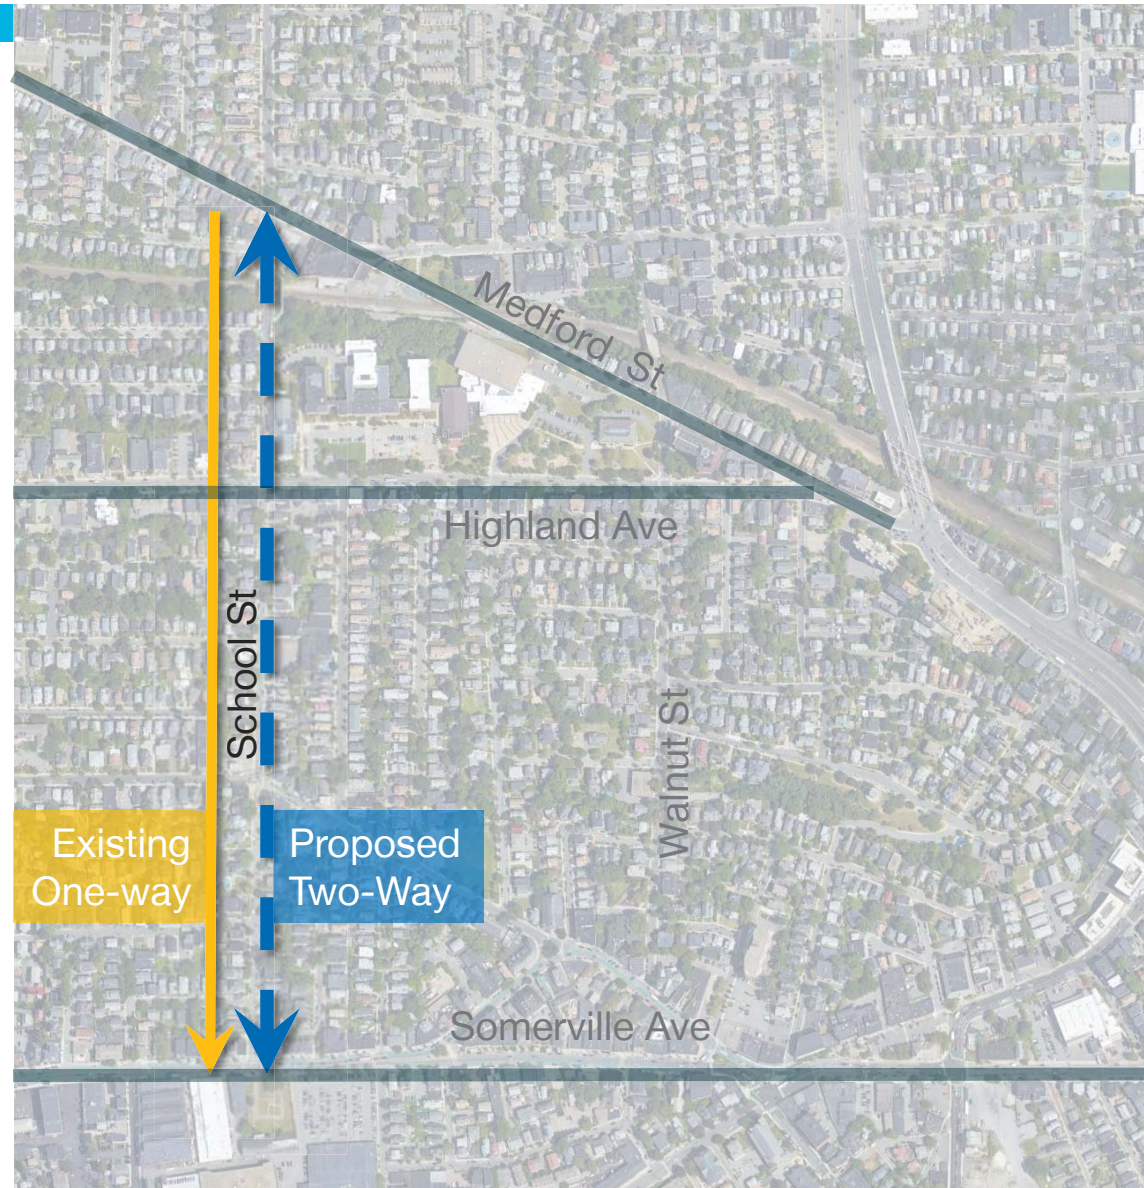 Medford St
Highland Ave
School St
Walnut St
Existing
One-way
Proposed
Two-Way
Somerville Ave